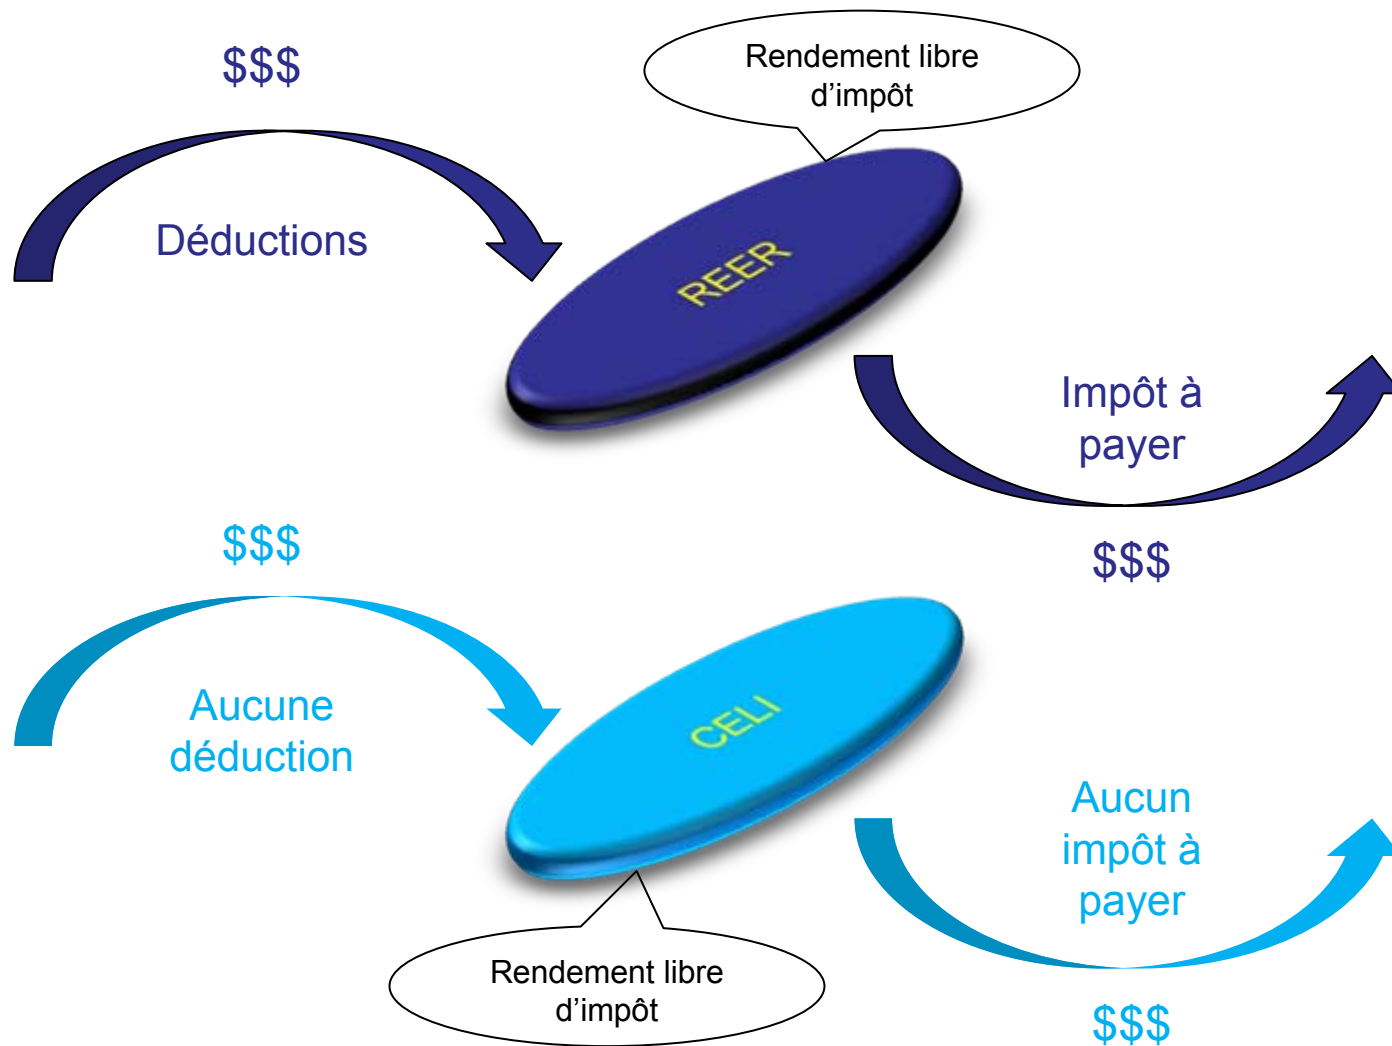 $$$
Rendement libre
d’impôt
Déductions
REER
Impôt à
payer
$$$
$$$
Aucune
déduction
CELI
Aucun
impôt à
payer
Rendement libre
d’impôt
$$$